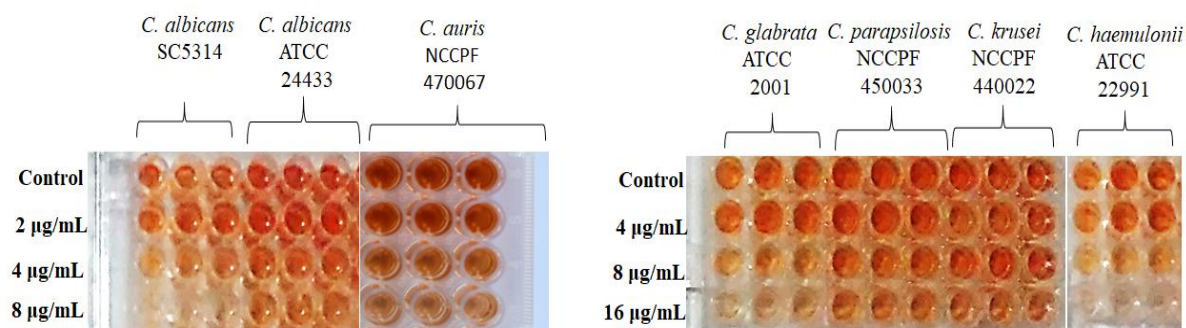 C. albicans
SC5314
C. albicans
ATCC
24433
C. auris
NCCPF
470067
Control
2 µg/mL
4 µg/mL
8 µg/mL
C. glabrata
ATCC
2001
C. parapsilosis
NCCPF
450033
C. krusei
NCCPF
440022
C. haemulonii
ATCC
22991
Control
4 µg/mL
8 µg/mL
16 µg/mL